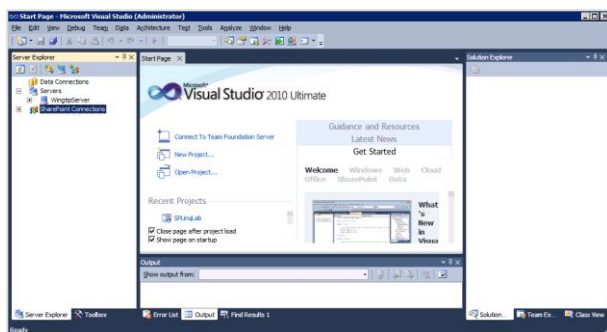 Start Page - Microsoft Visual Studio (Administrator)
File Edit View Debug Team Data Architecture Test Tools Analyze Window Help
Server Explorer
Start Page
Solution Explorer
Data Connections
Servers
WingtipServer
SharePoint Connections
Microsoft
Visual Studio 2010 Ultimate
Connect To Team Foundation Server
New Project...
Open Project...
Recent Projects
SPLinqLab
Close page after project load
Show page on startup
Guidance and Resources
Latest News
Get Started
Welcome Windows Web Cloud
Office SharePoint Data
What
's
New
in
Visua
Output
Show output from:
Server Explorer Toolbox
Error List Output Find Results 1
Solution... Team Ex... Class View
Ready